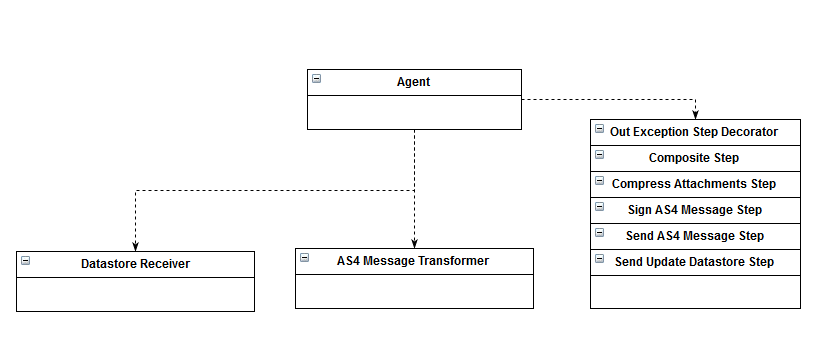 Agent
Out Exception Step Decorator
Composite Step
Compress Attachments Step
Sign AS4 Message Step
Send AS4 Message Step
Send Update Datastore Step
Datastore Receiver
AS4 Message Transformer